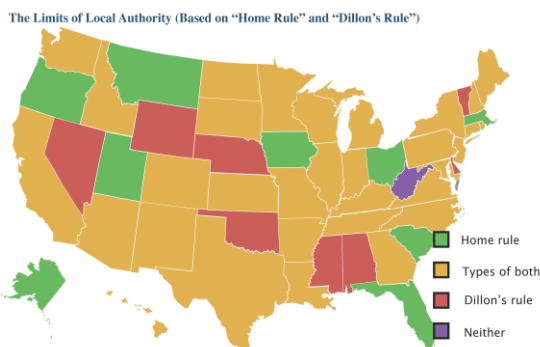 The Limits of Local Authority (Based on “Home Rule” and “Dillon’s Rule”)
Home rule
Types of both
Dillon's rule
Neither